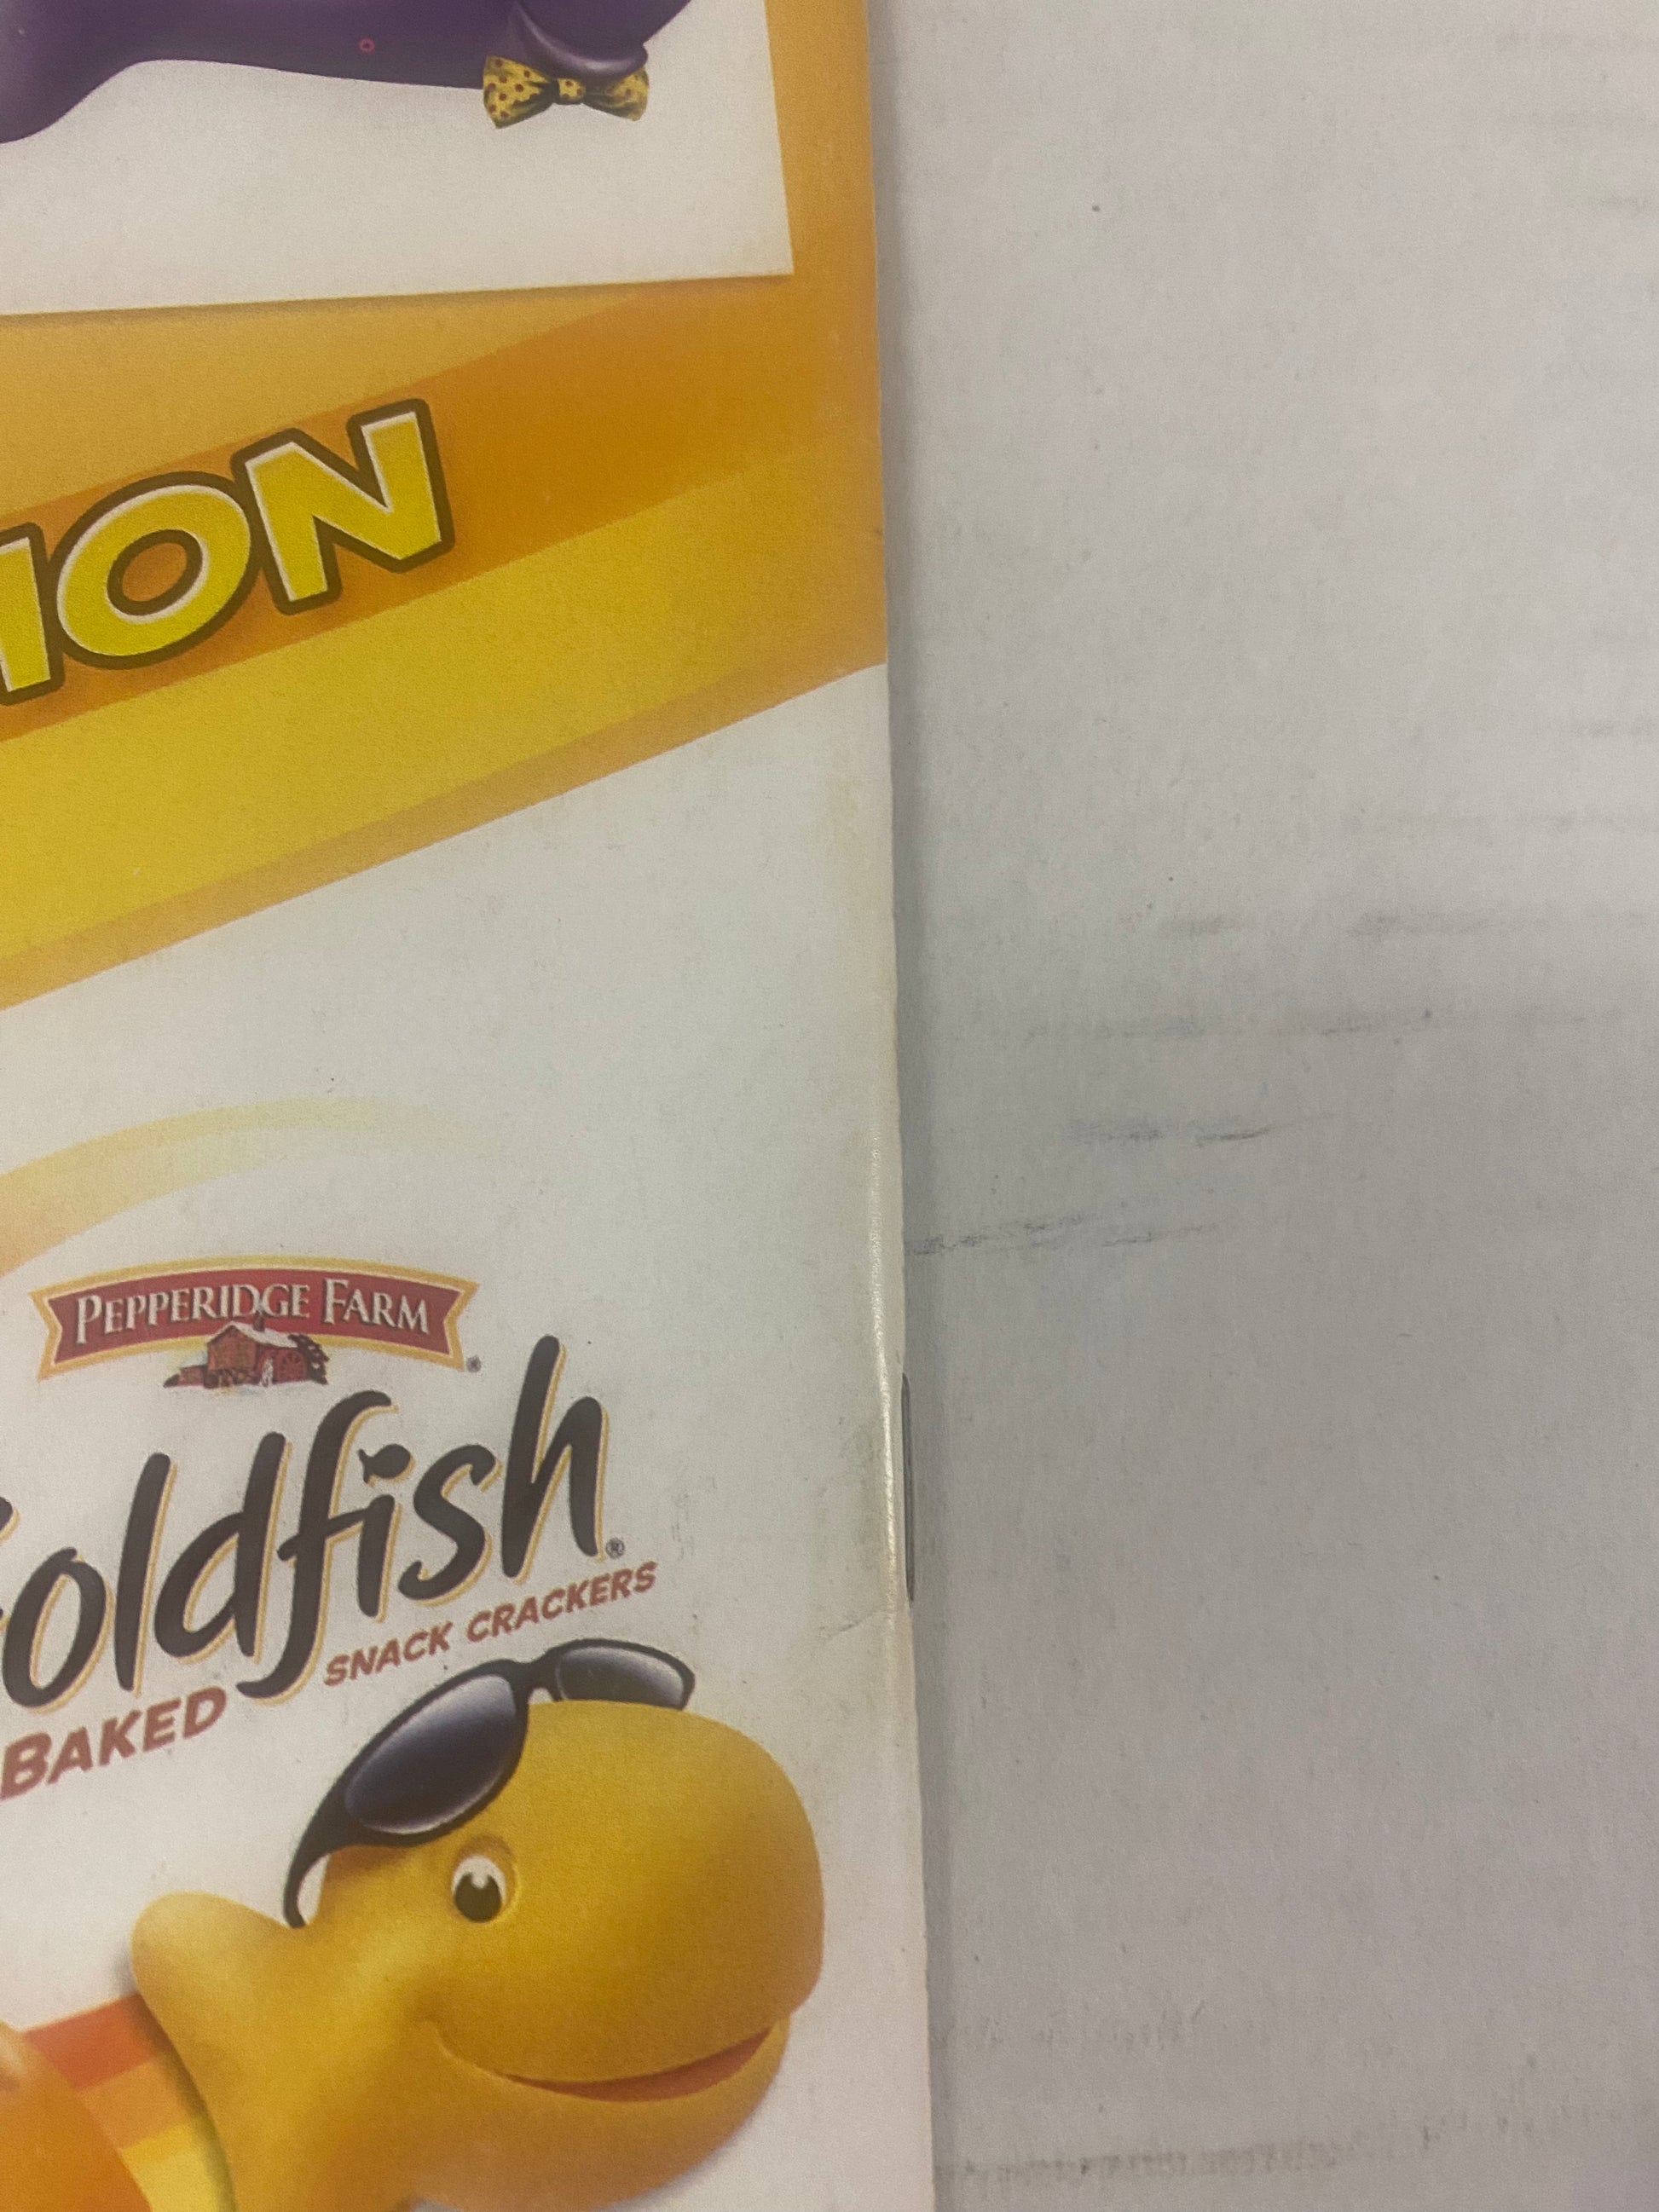 ION
PEPPERIDGE FARM
®
oldfish®
BAKED SNACK CRACKERS